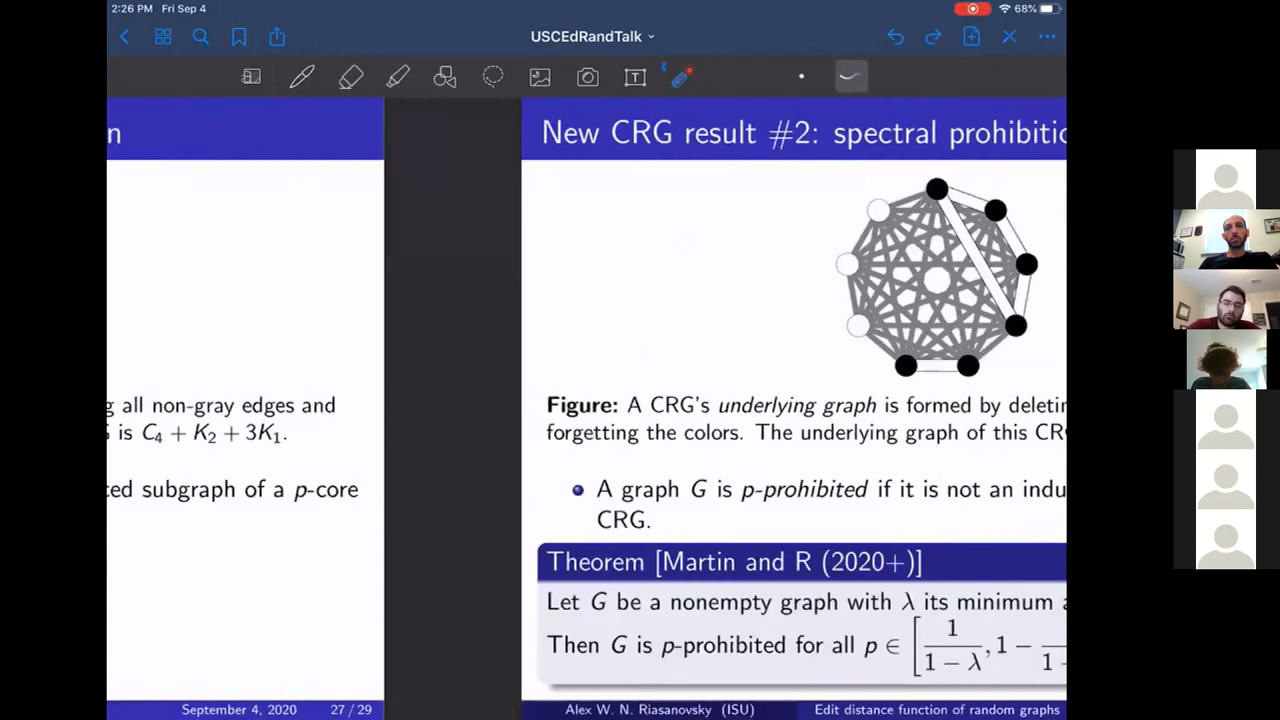 2:26 PM Fri Sep 4
68%
USCEdRandTalk
T
n
g all non-gray edges and
G is C₄ + K₂ + 3K₁.
ced subgraph of a p-core
September 4, 2020 27 / 29
New CRG result #2: spectral prohibitio
Figure: A CRG's underlying graph is formed by deletin
forgetting the colors. The underlying graph of this CR
A graph G is p-prohibited if it is not an indu
CRG.
Theorem [Martin and R (2020+)]
Let G be a nonempty graph with λ its minimum a
Then G is p-prohibited for all p ∈ [1/(1 − λ), 1 − 1/(1 −
Alex W. N. Riasanovsky (ISU) Edit distance function of random graphs